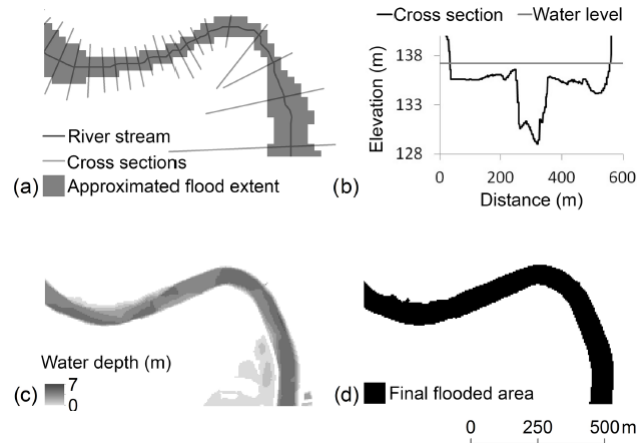 River stream
Cross sections
(a) Approximated flood extent
Cross section Water level
Elevation (m)
138
133
128
0 200 400 600
Distance (m)
(b)
Water depth (m)
7
0
(c)
(d) Final flooded area
0 250 500 m